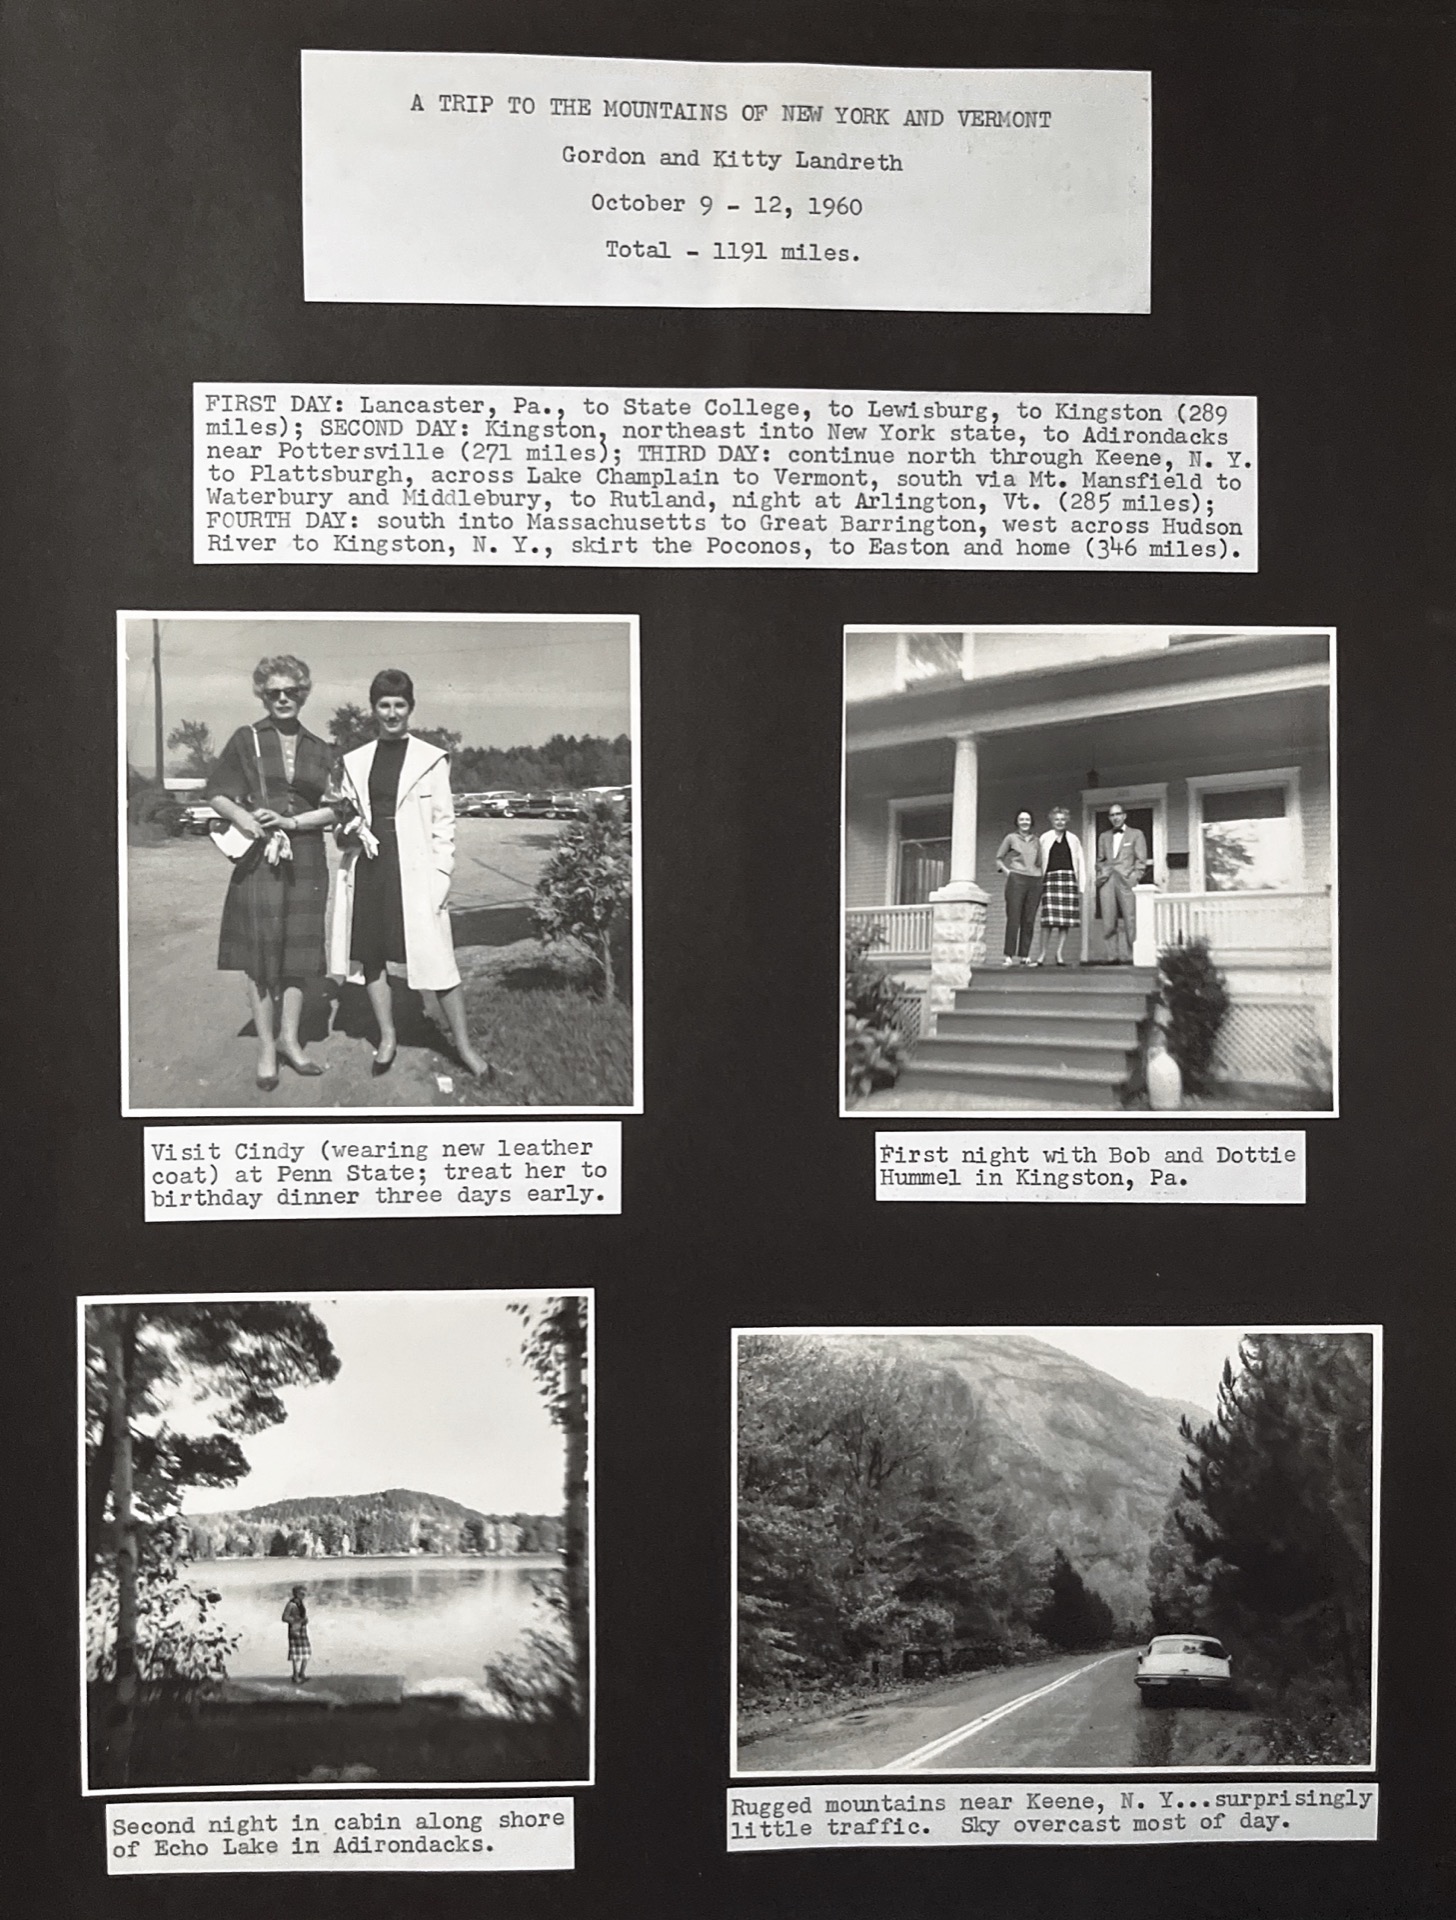 A TRIP TO THE MOUNTAINS OF NEW YORK AND VERMONT
Gordon and Kitty Landreth
October 9 - 12, 1960
Total - 1191 miles.
FIRST DAY: Lancaster, Pa., to State College, to Lewisburg, to Kingston (289
miles); SECOND DAY: Kingston, northeast into New York state, to Adirondacks
near Pottersville (271 miles); THIRD DAY: continue north through Keene, N. Y.
to Plattsburgh, across Lake Champlain to Vermont, south via Mt. Mansfield to
Waterbury and Middlebury, to Rutland, night at Arlington, Vt. (285 miles);
FOURTH DAY: south into Massachusetts to Great Barrington, west across Hudson
River to Kingston, N. Y., skirt the Poconos, to Easton and home (346 miles).
Visit Cindy (wearing new leather
coat) at Penn State; treat her to
birthday dinner three days early.
First night with Bob and Dottie
Hummel in Kingston, Pa.
Second night in cabin along shore
of Echo Lake in Adirondacks.
Rugged mountains near Keene, N. Y...surprisingly
little traffic.  Sky overcast most of day.